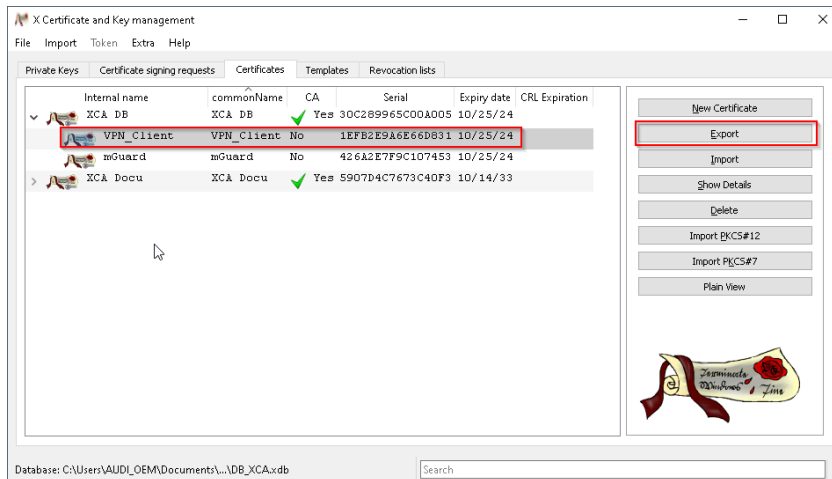 X Certificate and Key management
File Import Token Extra Help
Private Keys Certificate signing requests Certificates Templates Revocation lists
Internal name commonName CA Serial Expiry date CRL Expiration
XCA DB XCA DB Yes 30C289965C00A005 10/25/24
VPN_Client VPN_Client No 1EFB2E9A6E66D831 10/25/24
mGuard mGuard No 426A2E7F9C107453 10/25/24
XCA Docu XCA Docu Yes 5907D4C7673C40F3 10/14/33
New Certificate
Export
Import
Show Details
Delete
Import PKCS#12
Import PKCS#7
Plain View
Database: C:\Users\AUDI_OEM\Documents\...\DB_XCA.xdb
Search